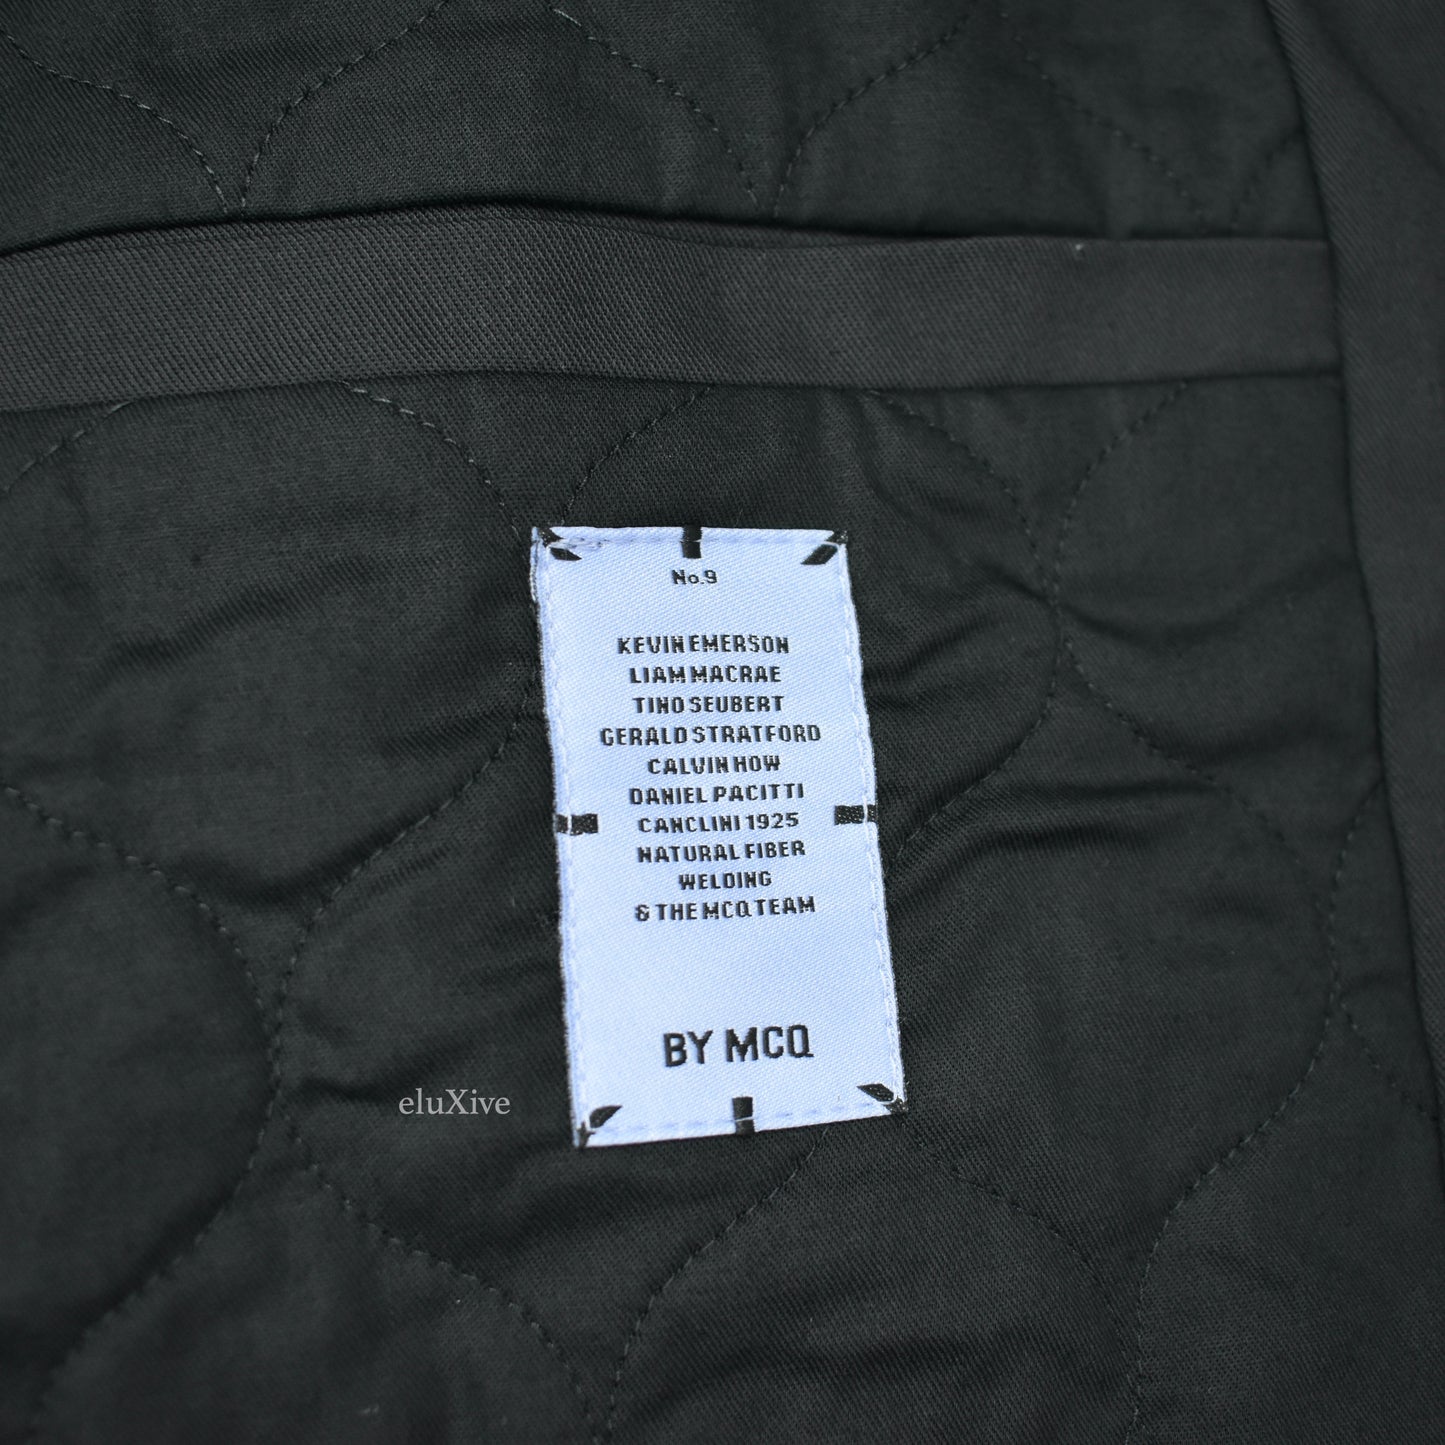 No.9
KEVIN EMERSON
LIAM MACRAE
TINO SEUBERT
GERALD STRATFORD
CALVIN HOW
DANIEL PACITTI
CANCLINI 1925
NATURAL FIBER
WELDING
& THE MCQ TEAM
BY MCQ
eluXive